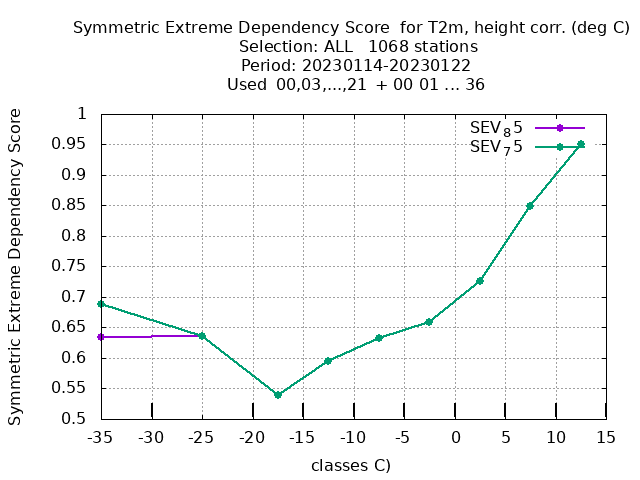 Symmetric Extreme Dependency Score  for T2m, height corr. (deg C)
Selection: ALL   1068 stations
Period: 20230114-20230122
Used  00,03,...,21  + 00 01 ... 36
Symmetric Extreme Dependency Score
1
0.95
0.9
0.85
0.8
0.75
0.7
0.65
0.6
0.55
0.5
SEV₈5
SEV₇5
-35 -30 -25 -20 -15 -10 -5 0 5 10 15
classes C)